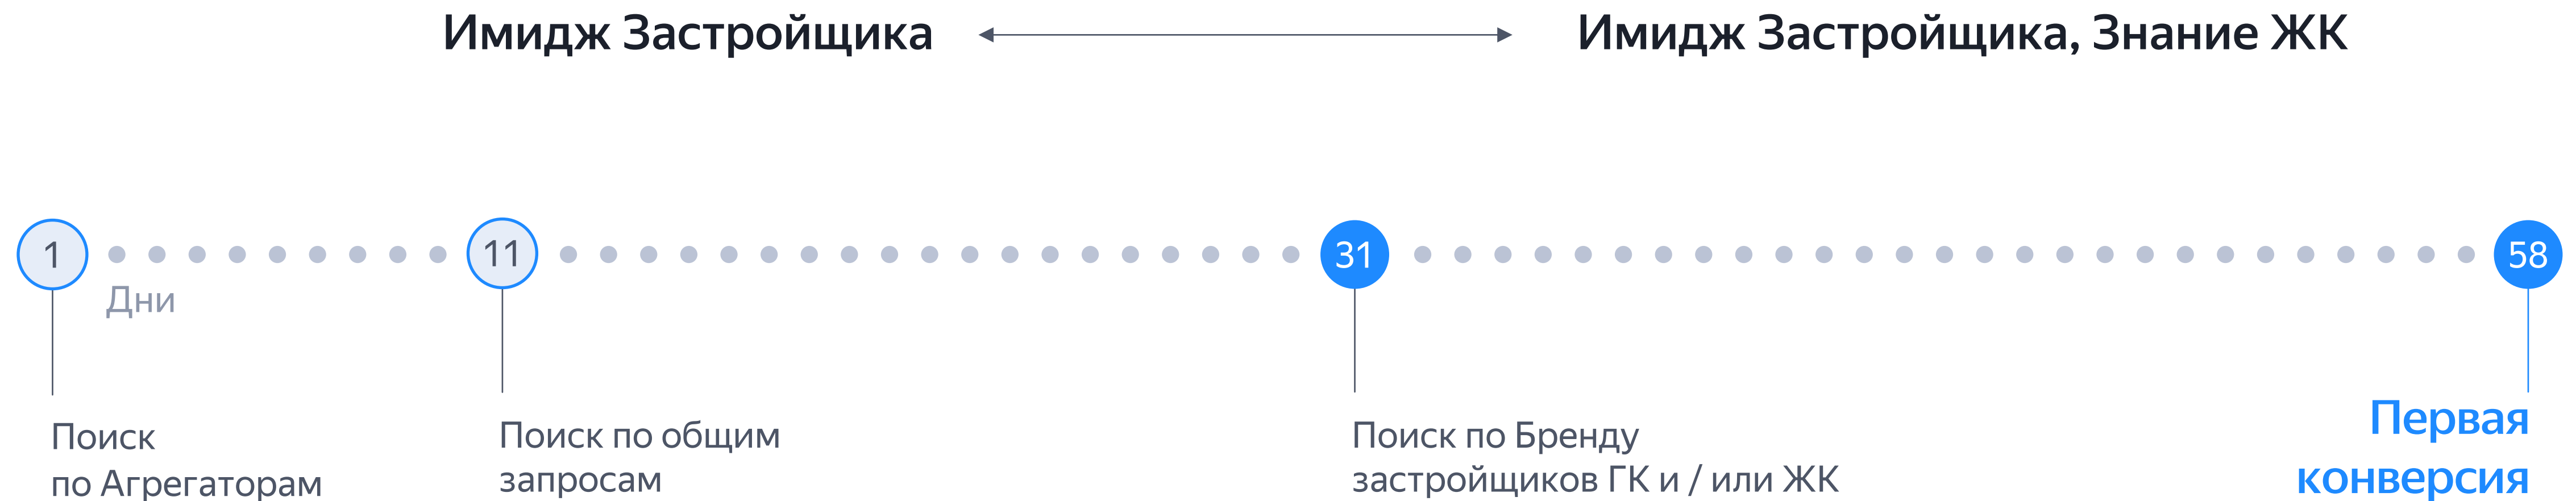 Имидж Застройщика
Имидж Застройщика, Знание ЖК
1
11
31
58
Дни
Поиск
по Агрегаторам
Поиск по общим
запросам
Поиск по Бренду
застройщиков ГК и / или ЖК
Первая
конверсия